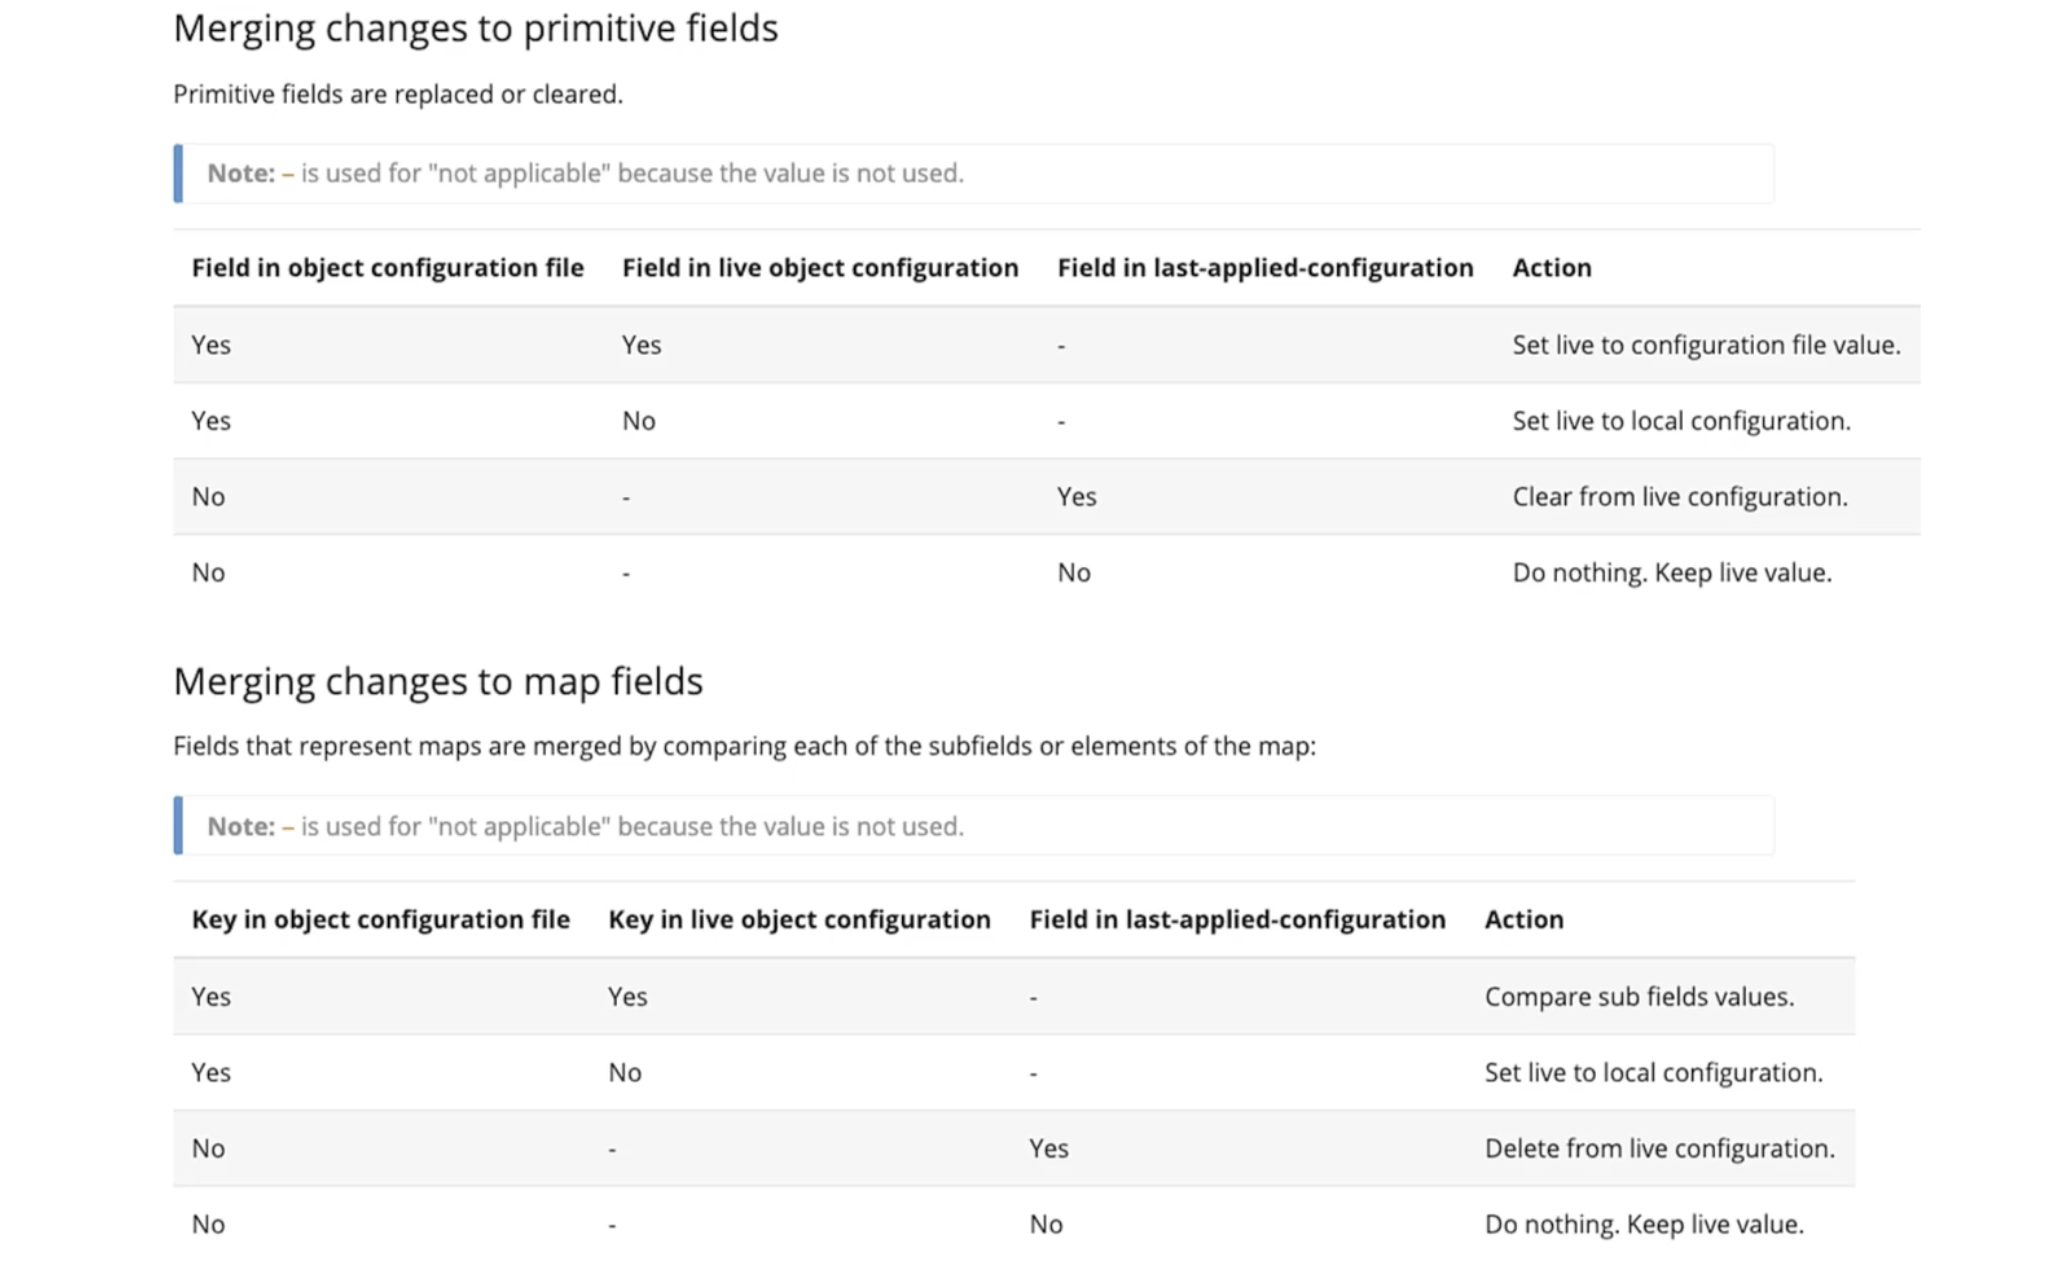 Merging changes to primitive fields
Primitive fields are replaced or cleared.
Note: – is used for "not applicable" because the value is not used.
Field in object configuration file Field in live object configuration Field in last-applied-configuration Action
Yes Yes - Set live to configuration file value.
Yes No - Set live to local configuration.
No - Yes Clear from live configuration.
No - No Do nothing. Keep live value.
Merging changes to map fields
Fields that represent maps are merged by comparing each of the subfields or elements of the map:
Note: – is used for "not applicable" because the value is not used.
Key in object configuration file Key in live object configuration Field in last-applied-configuration Action
Yes Yes - Compare sub fields values.
Yes No - Set live to local configuration.
No - Yes Delete from live configuration.
No - No Do nothing. Keep live value.